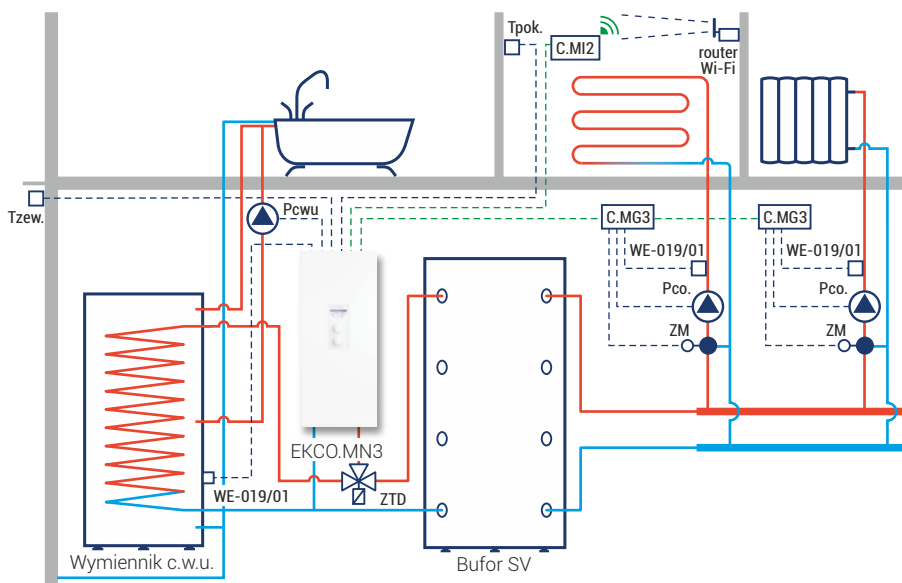 Tpok.
C.MI2
router
Wi-Fi
Tzew.
Pcwu
C.MG3
C.MG3
WE-019/01
WE-019/01
Pco.
Pco.
ZM
ZM
EKCO.MN3
WE-019/01
ZTD
Wymiennik c.w.u.
Bufor SV